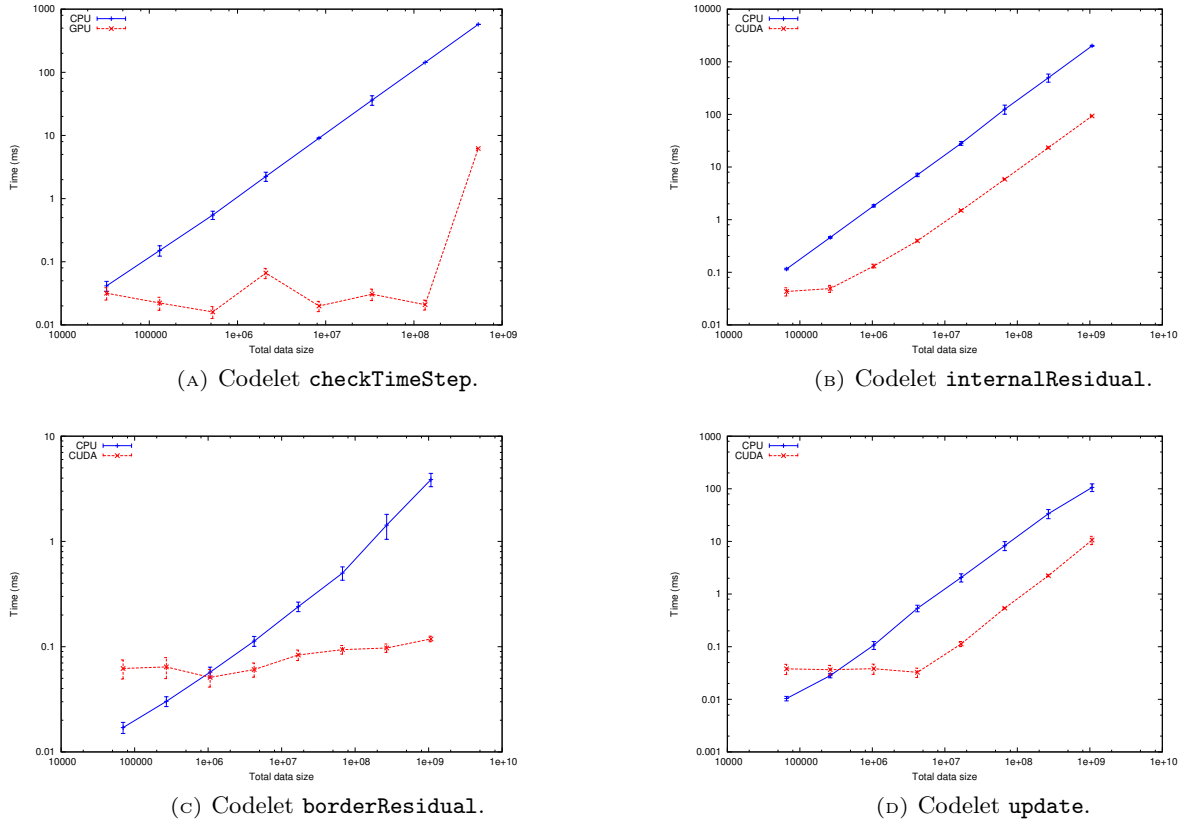 CPU
GPU
1000
100
10
1
0.1
0.01
Time (ms)
10000 100000 1e+06 1e+07 1e+08 1e+09
Total data size
(A) Codelet checkTimeStep.
CPU
CUDA
10000
1000
100
10
1
0.1
0.01
Time (ms)
10000 100000 1e+06 1e+07 1e+08 1e+09 1e+10
Total data size
(B) Codelet internalResidual.
CPU
CUDA
10
1
0.1
0.01
Time (ms)
10000 100000 1e+06 1e+07 1e+08 1e+09 1e+10
Total data size
(C) Codelet borderResidual.
CPU
CUDA
1000
100
10
1
0.1
0.01
0.001
Time (ms)
10000 100000 1e+06 1e+07 1e+08 1e+09 1e+10
Total data size
(D) Codelet update.